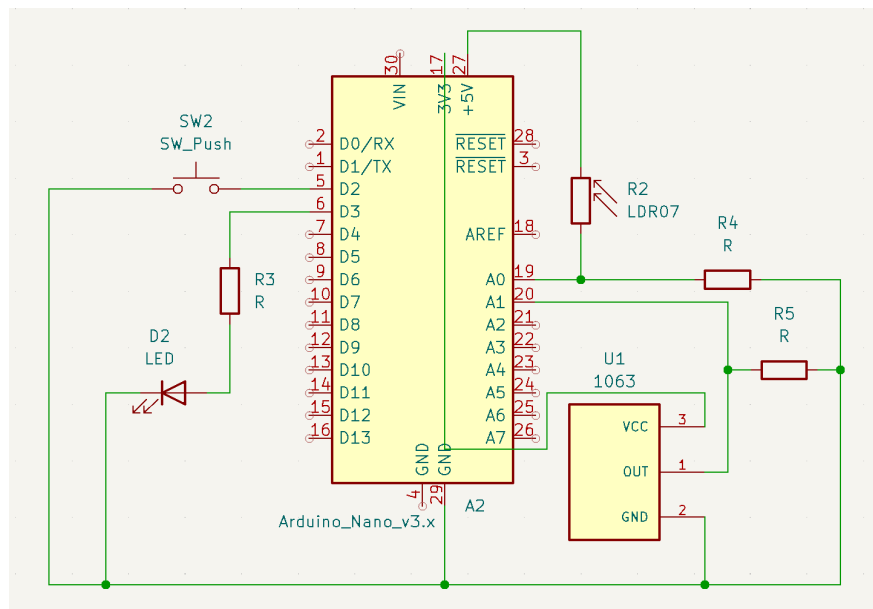 30
17
27
VIN
3V3
+5V
SW2
SW_Push
2 D0/RX
1 D1/TX
5 D2
6 D3
7 D4
8 D5
9 D6
10 D7
11 D8
12 D9
13 D10
14 D11
15 D12
16 D13
RESET 28
RESET 3
AREF 18
A0 19
A1 20
A2 21
A3 22
A4 23
A5 24
A6 25
A7 26
GND
GND
4
29
A2
Arduino_Nano_v3.x
R3
R
D2
LED
R2
LDR07
R4
R
R5
R
U1
1063
VCC 3
OUT 1
GND 2